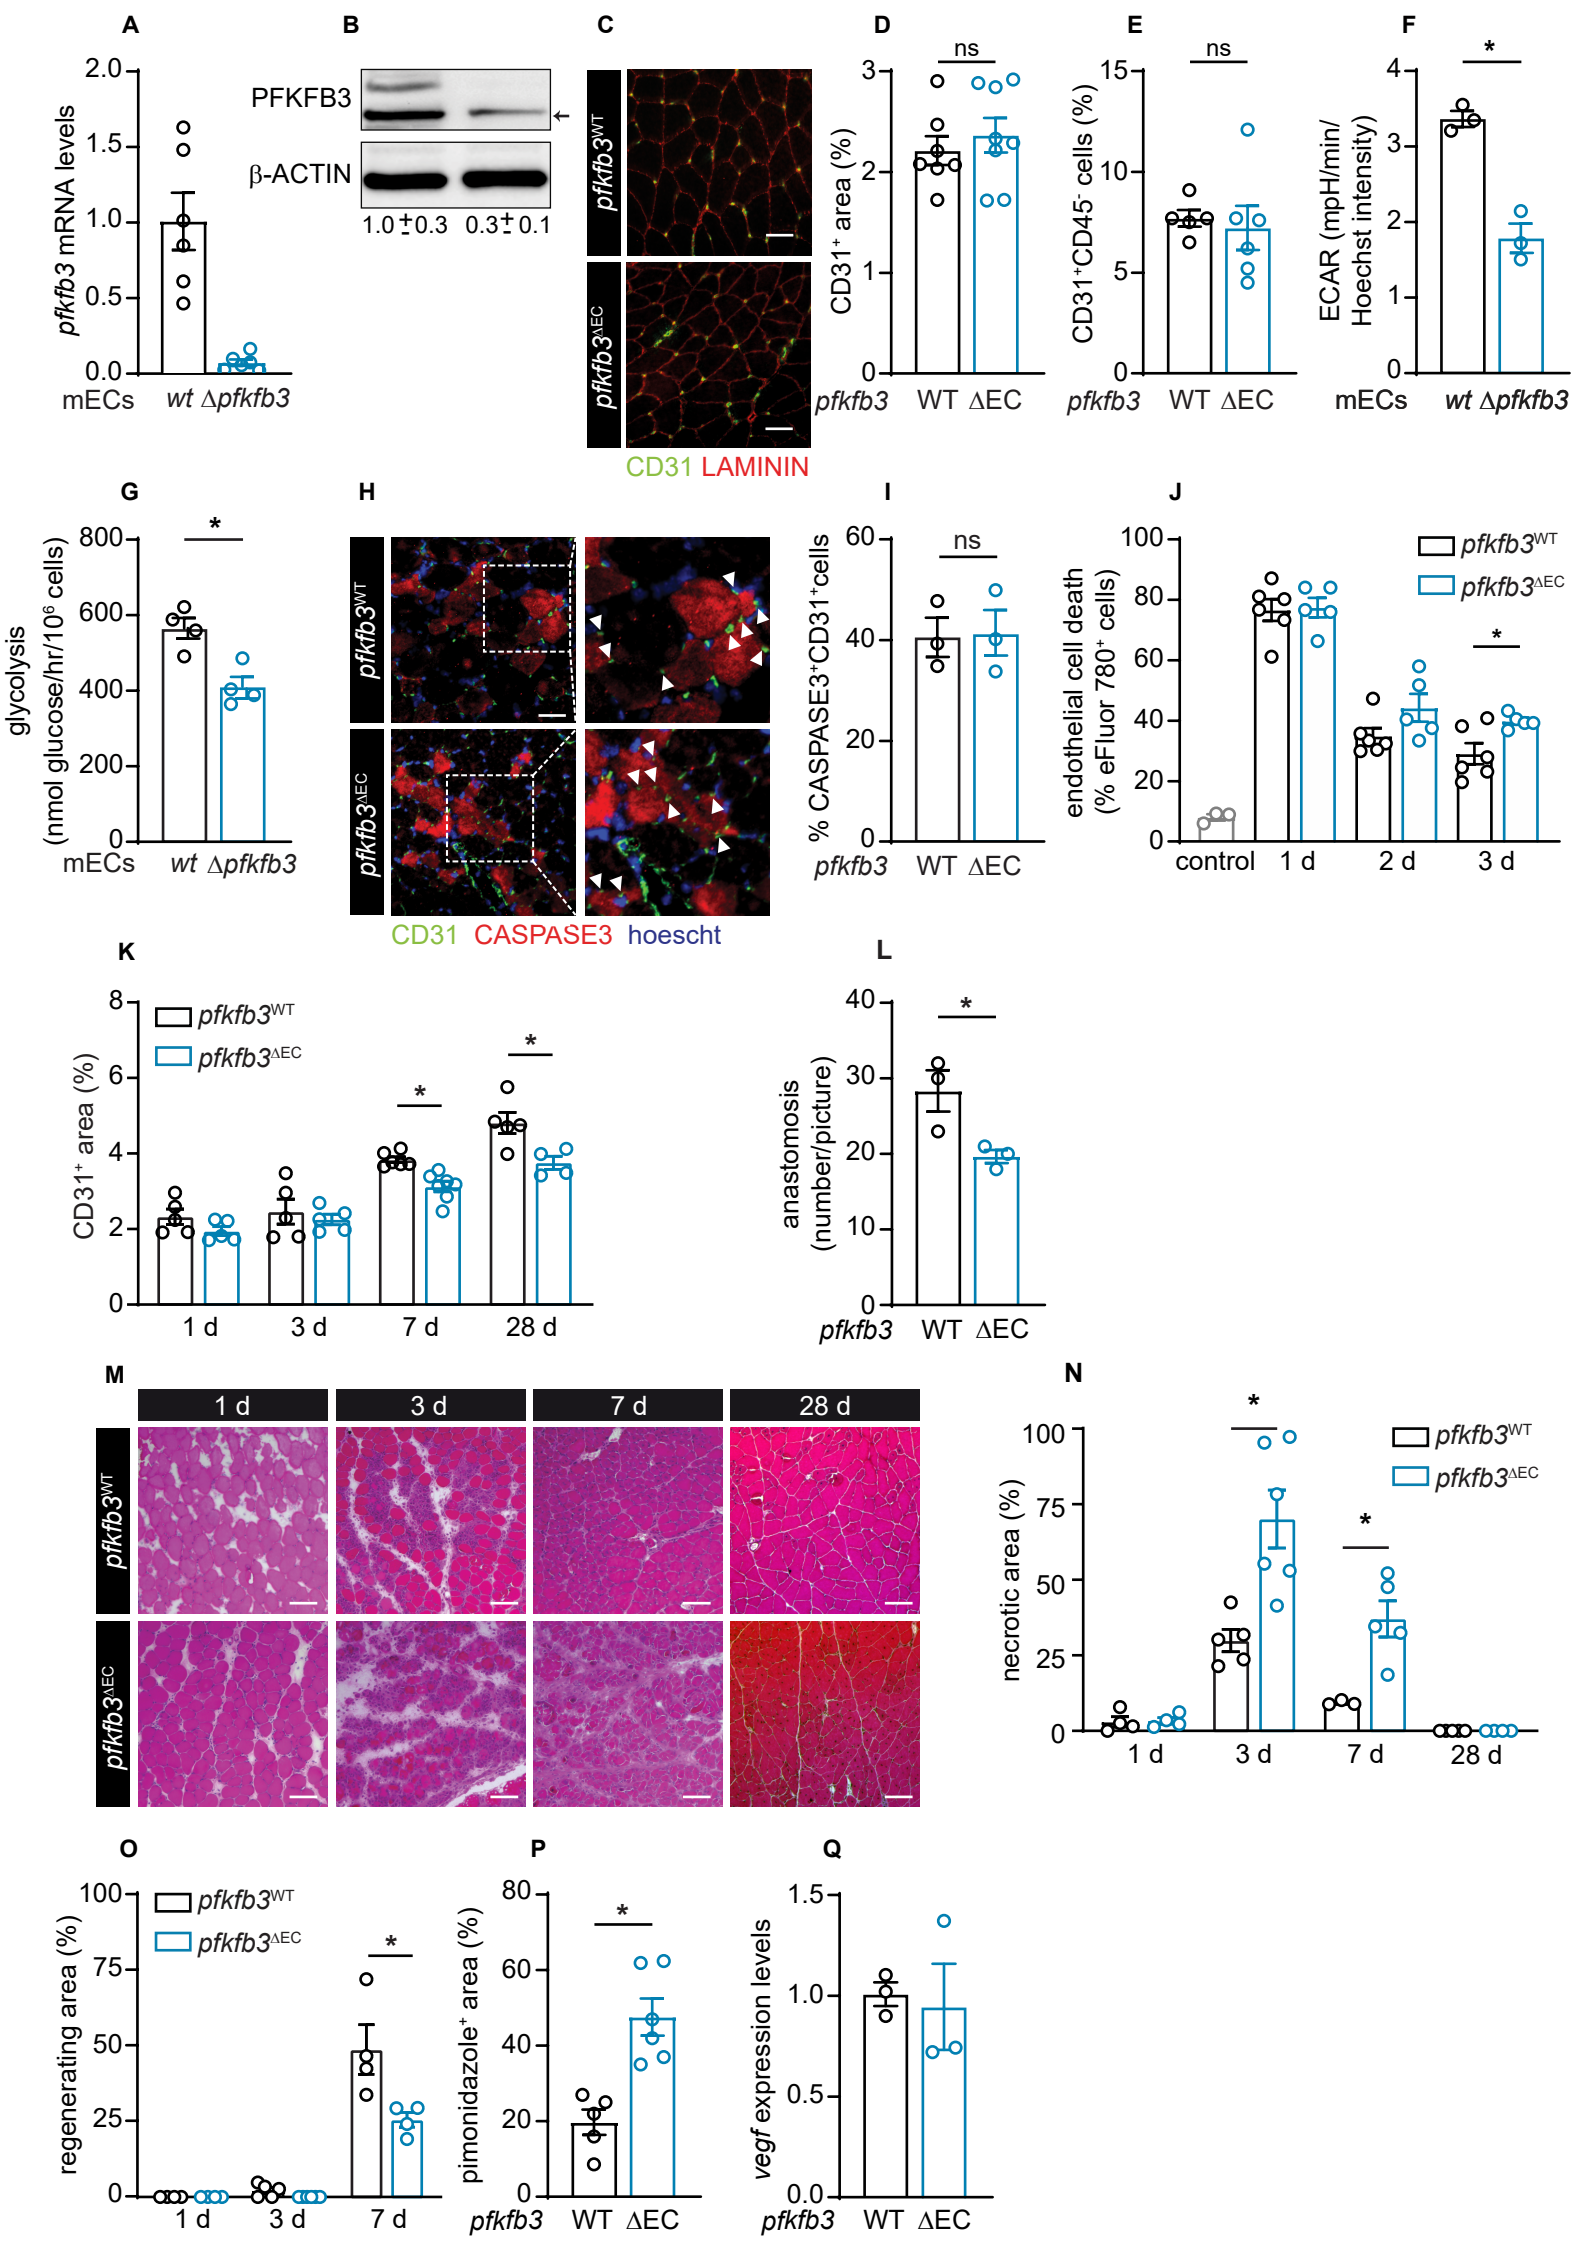 A
pfkfb3 mRNA levels
2.0
1.5
1.0
0.5
0.0
mECs wt Δpfkfb3
B
PFKFB3
←
β-ACTIN
1.0 ± 0.3 0.3 ± 0.1
C
pfkfb3WT
pfkfb3ΔEC
CD31 LAMININ
D
ns
CD31+ area (%)
3
2
1
0
pfkfb3 WT ΔEC
E
ns
CD31+CD45- cells (%)
15
10
5
0
pfkfb3 WT ΔEC
F
*
ECAR (mpH/min/
Hoechst intensity)
4
3
2
1
0
mECs wt Δpfkfb3
G
*
glycolysis
(nmol glucose/hr/10⁶ cells)
800
600
400
200
0
mECs wt Δpfkfb3
H
pfkfb3WT
pfkfb3ΔEC
CD31 CASPASE3 hoescht
I
ns
% CASPASE3+CD31+cells
60
40
20
0
pfkfb3 WT ΔEC
J
endothelial cell death
(% eFluor 780+ cells)
100
80
60
40
20
0
pfkfb3WT
pfkfb3ΔEC
*
control 1 d 2 d 3 d
K
CD31+ area (%)
8
6
4
2
0
pfkfb3WT
pfkfb3ΔEC
*
*
1 d 3 d 7 d 28 d
L
*
anastomosis
(number/picture)
40
30
20
10
0
pfkfb3 WT ΔEC
M
1 d 3 d 7 d 28 d
pfkfb3WT
pfkfb3ΔEC
N
necrotic area (%)
100
75
50
25
0
*
*
pfkfb3WT
pfkfb3ΔEC
1 d 3 d 7 d 28 d
O
regenerating area (%)
100
75
50
25
0
pfkfb3WT
pfkfb3ΔEC
*
1 d 3 d 7 d
P
*
pimonidazole+ area (%)
80
60
40
20
0
pfkfb3 WT ΔEC
Q
vegf expression levels
1.5
1.0
0.5
0.0
pfkfb3 WT ΔEC